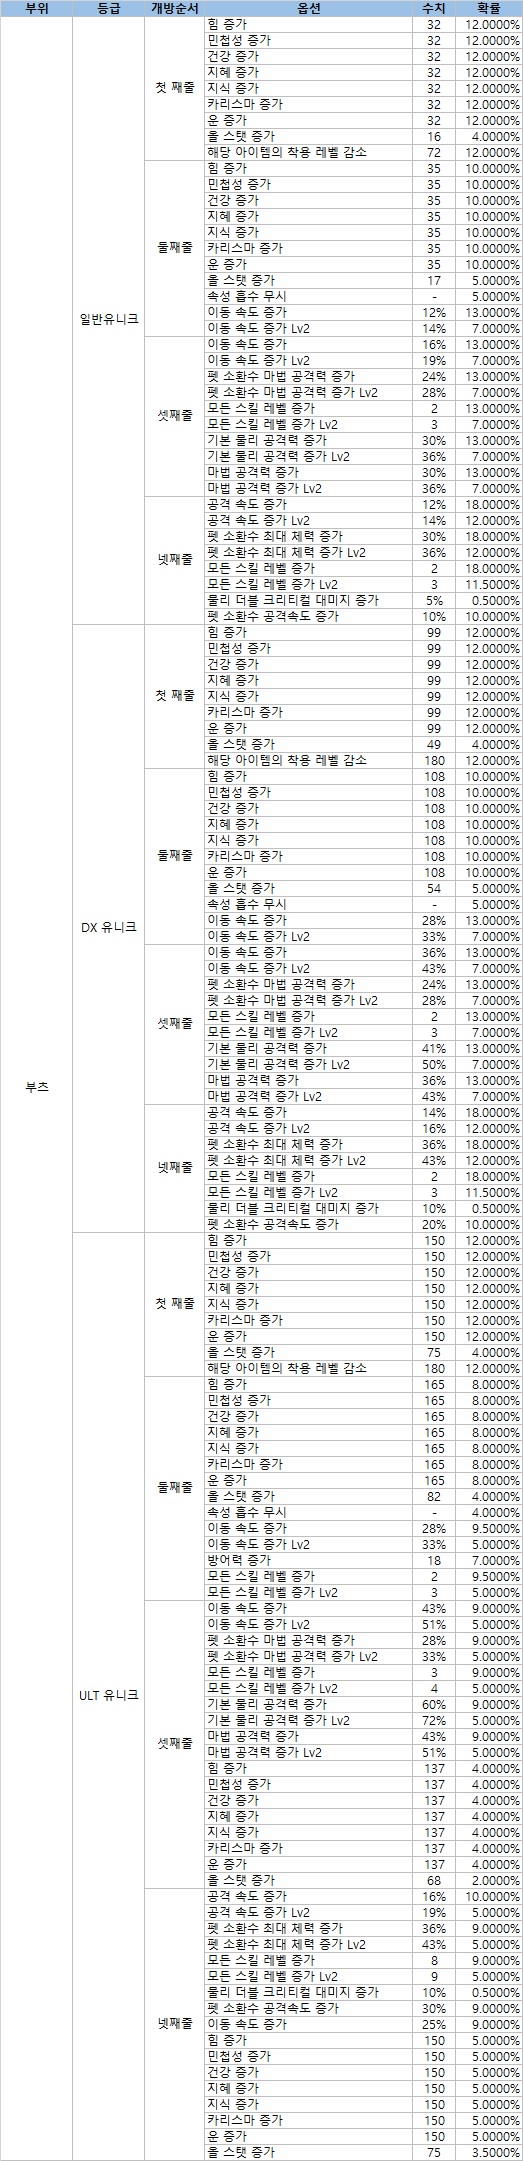 부위 등급 개방순서 옵션 수치 확률
부츠
일반유니크
첫 째줄
힘 증가 32 12.0000%
민첩성 증가 32 12.0000%
건강 증가 32 12.0000%
지혜 증가 32 12.0000%
지식 증가 32 12.0000%
카리스마 증가 32 12.0000%
운 증가 32 12.0000%
올 스탯 증가 16 4.0000%
해당 아이템의 착용 레벨 감소 72 12.0000%
둘째줄
힘 증가 35 10.0000%
민첩성 증가 35 10.0000%
건강 증가 35 10.0000%
지혜 증가 35 10.0000%
지식 증가 35 10.0000%
카리스마 증가 35 10.0000%
운 증가 35 10.0000%
올 스탯 증가 17 5.0000%
속성 흡수 무시 - 5.0000%
이동 속도 증가 12% 13.0000%
이동 속도 증가 Lv2 14% 7.0000%
셋째줄
이동 속도 증가 16% 13.0000%
이동 속도 증가 Lv2 19% 7.0000%
펫 소환수 마법 공격력 증가 24% 13.0000%
펫 소환수 마법 공격력 증가 Lv2 28% 7.0000%
모든 스킬 레벨 증가 2 13.0000%
모든 스킬 레벨 증가 Lv2 3 7.0000%
기본 물리 공격력 증가 30% 13.0000%
기본 물리 공격력 증가 Lv2 36% 7.0000%
마법 공격력 증가 30% 13.0000%
마법 공격력 증가 Lv2 36% 7.0000%
넷째줄
공격 속도 증가 12% 18.0000%
공격 속도 증가 Lv2 14% 12.0000%
펫 소환수 최대 체력 증가 30% 18.0000%
펫 소환수 최대 체력 증가 Lv2 36% 12.0000%
모든 스킬 레벨 증가 2 18.0000%
모든 스킬 레벨 증가 Lv2 3 11.5000%
물리 더블 크리티컬 대미지 증가 5% 0.5000%
펫 소환수 공격속도 증가 10% 10.0000%
DX 유니크
첫 째줄
힘 증가 99 12.0000%
민첩성 증가 99 12.0000%
건강 증가 99 12.0000%
지혜 증가 99 12.0000%
지식 증가 99 12.0000%
카리스마 증가 99 12.0000%
운 증가 99 12.0000%
올 스탯 증가 49 4.0000%
해당 아이템의 착용 레벨 감소 180 12.0000%
둘째줄
힘 증가 108 10.0000%
민첩성 증가 108 10.0000%
건강 증가 108 10.0000%
지혜 증가 108 10.0000%
지식 증가 108 10.0000%
카리스마 증가 108 10.0000%
운 증가 108 10.0000%
올 스탯 증가 54 5.0000%
속성 흡수 무시 - 5.0000%
이동 속도 증가 28% 13.0000%
이동 속도 증가 Lv2 33% 7.0000%
셋째줄
이동 속도 증가 36% 13.0000%
이동 속도 증가 Lv2 43% 7.0000%
펫 소환수 마법 공격력 증가 24% 13.0000%
펫 소환수 마법 공격력 증가 Lv2 28% 7.0000%
모든 스킬 레벨 증가 2 13.0000%
모든 스킬 레벨 증가 Lv2 3 7.0000%
기본 물리 공격력 증가 41% 13.0000%
기본 물리 공격력 증가 Lv2 50% 7.0000%
마법 공격력 증가 36% 13.0000%
마법 공격력 증가 Lv2 43% 7.0000%
넷째줄
공격 속도 증가 14% 18.0000%
공격 속도 증가 Lv2 16% 12.0000%
펫 소환수 최대 체력 증가 36% 18.0000%
펫 소환수 최대 체력 증가 Lv2 43% 12.0000%
모든 스킬 레벨 증가 2 18.0000%
모든 스킬 레벨 증가 Lv2 3 11.5000%
물리 더블 크리티컬 대미지 증가 10% 0.5000%
펫 소환수 공격속도 증가 20% 10.0000%
ULT 유니크
첫 째줄
힘 증가 150 12.0000%
민첩성 증가 150 12.0000%
건강 증가 150 12.0000%
지혜 증가 150 12.0000%
지식 증가 150 12.0000%
카리스마 증가 150 12.0000%
운 증가 150 12.0000%
올 스탯 증가 75 4.0000%
해당 아이템의 착용 레벨 감소 180 12.0000%
둘째줄
힘 증가 165 8.0000%
민첩성 증가 165 8.0000%
건강 증가 165 8.0000%
지혜 증가 165 8.0000%
지식 증가 165 8.0000%
카리스마 증가 165 8.0000%
운 증가 165 8.0000%
올 스탯 증가 82 4.0000%
속성 흡수 무시 - 4.0000%
이동 속도 증가 28% 9.5000%
이동 속도 증가 Lv2 33% 5.0000%
방어력 증가 18 7.0000%
모든 스킬 레벨 증가 2 9.5000%
모든 스킬 레벨 증가 Lv2 3 5.0000%
셋째줄
이동 속도 증가 43% 9.0000%
이동 속도 증가 Lv2 51% 5.0000%
펫 소환수 마법 공격력 증가 28% 9.0000%
펫 소환수 마법 공격력 증가 Lv2 33% 5.0000%
모든 스킬 레벨 증가 3 9.0000%
모든 스킬 레벨 증가 Lv2 4 5.0000%
기본 물리 공격력 증가 60% 9.0000%
기본 물리 공격력 증가 Lv2 72% 5.0000%
마법 공격력 증가 43% 9.0000%
마법 공격력 증가 Lv2 51% 5.0000%
힘 증가 137 4.0000%
민첩성 증가 137 4.0000%
건강 증가 137 4.0000%
지혜 증가 137 4.0000%
지식 증가 137 4.0000%
카리스마 증가 137 4.0000%
운 증가 137 4.0000%
올 스탯 증가 68 2.0000%
넷째줄
공격 속도 증가 16% 10.0000%
공격 속도 증가 Lv2 19% 5.0000%
펫 소환수 최대 체력 증가 36% 9.0000%
펫 소환수 최대 체력 증가 Lv2 43% 5.0000%
모든 스킬 레벨 증가 8 9.0000%
모든 스킬 레벨 증가 Lv2 9 5.0000%
물리 더블 크리티컬 대미지 증가 10% 0.5000%
펫 소환수 공격속도 증가 30% 9.0000%
이동 속도 증가 25% 9.0000%
힘 증가 150 5.0000%
민첩성 증가 150 5.0000%
건강 증가 150 5.0000%
지혜 증가 150 5.0000%
지식 증가 150 5.0000%
카리스마 증가 150 5.0000%
운 증가 150 5.0000%
올 스탯 증가 75 3.5000%